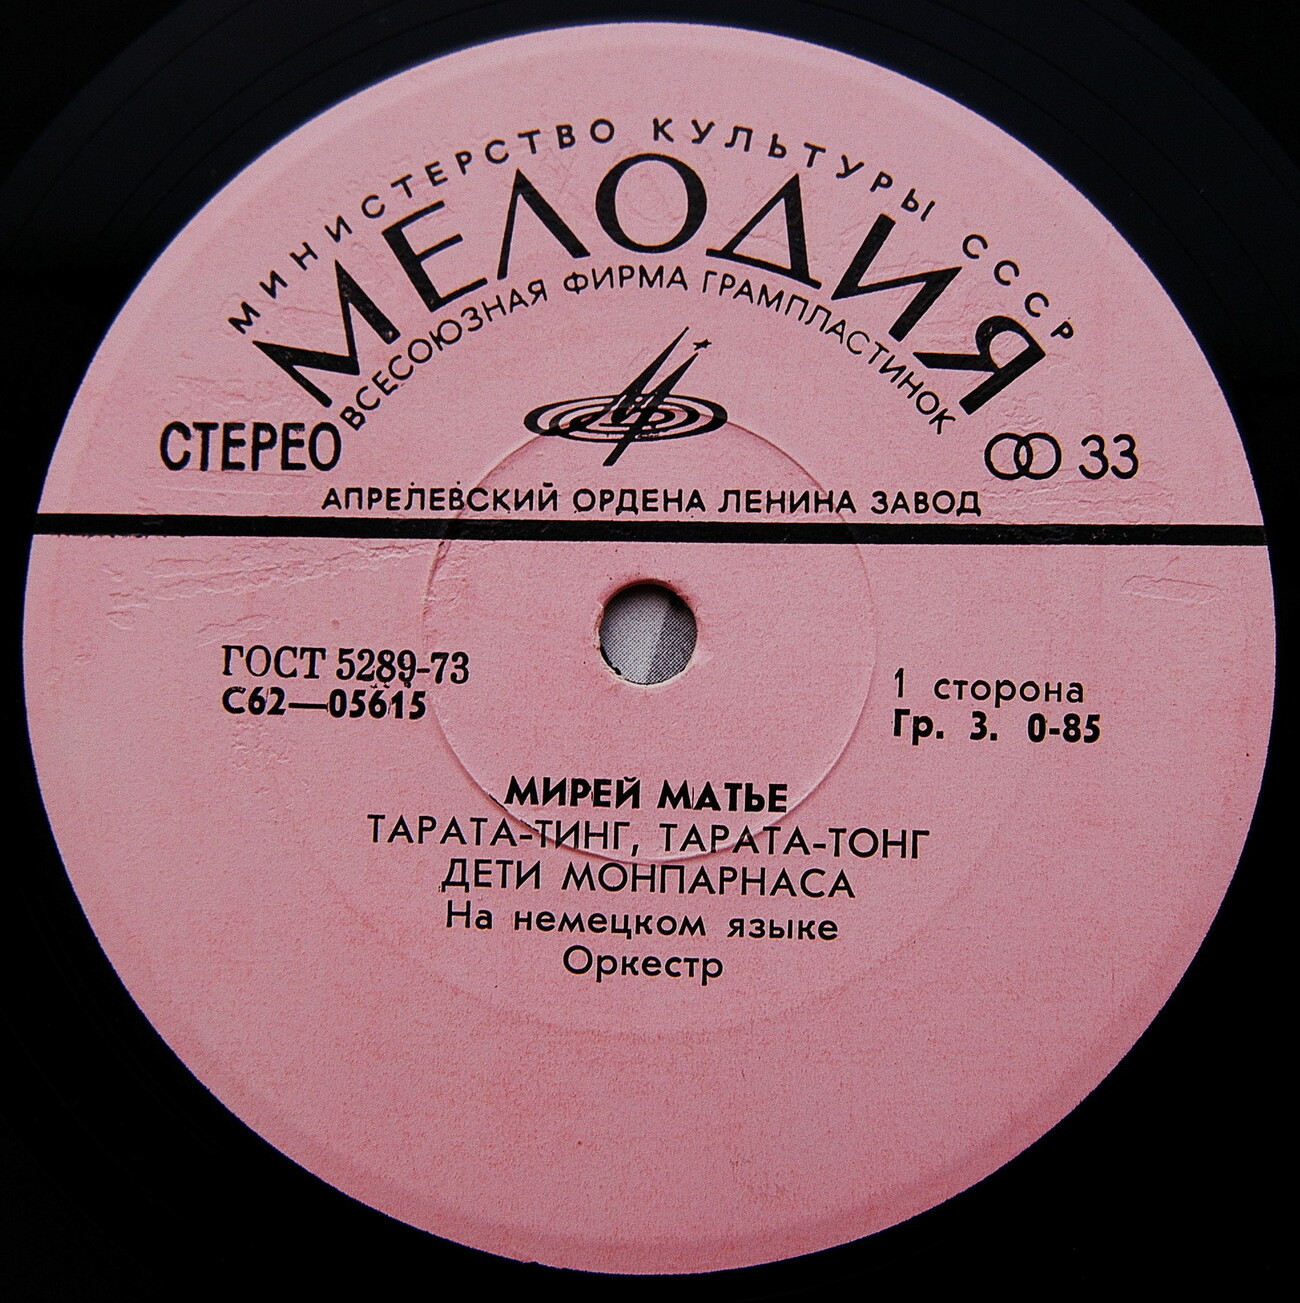 МИНИСТЕРСТВО КУЛЬТУРЫ СССР
МЕЛОДИЯ
ВСЕСОЮЗНАЯ ФИРМА ГРАМПЛАСТИНОК
СТЕРЕО
33
АПРЕЛЕВСКИЙ ОРДЕНА ЛЕНИНА ЗАВОД
ГОСТ 5289-73
С62—05615
1 сторона
Гр. 3. 0-85
МИРЕЙ МАТЬЕ
ТАРАТА-ТИНГ, ТАРАТА-ТОНГ
ДЕТИ МОНПАРНАСА
На немецком языке
Оркестр